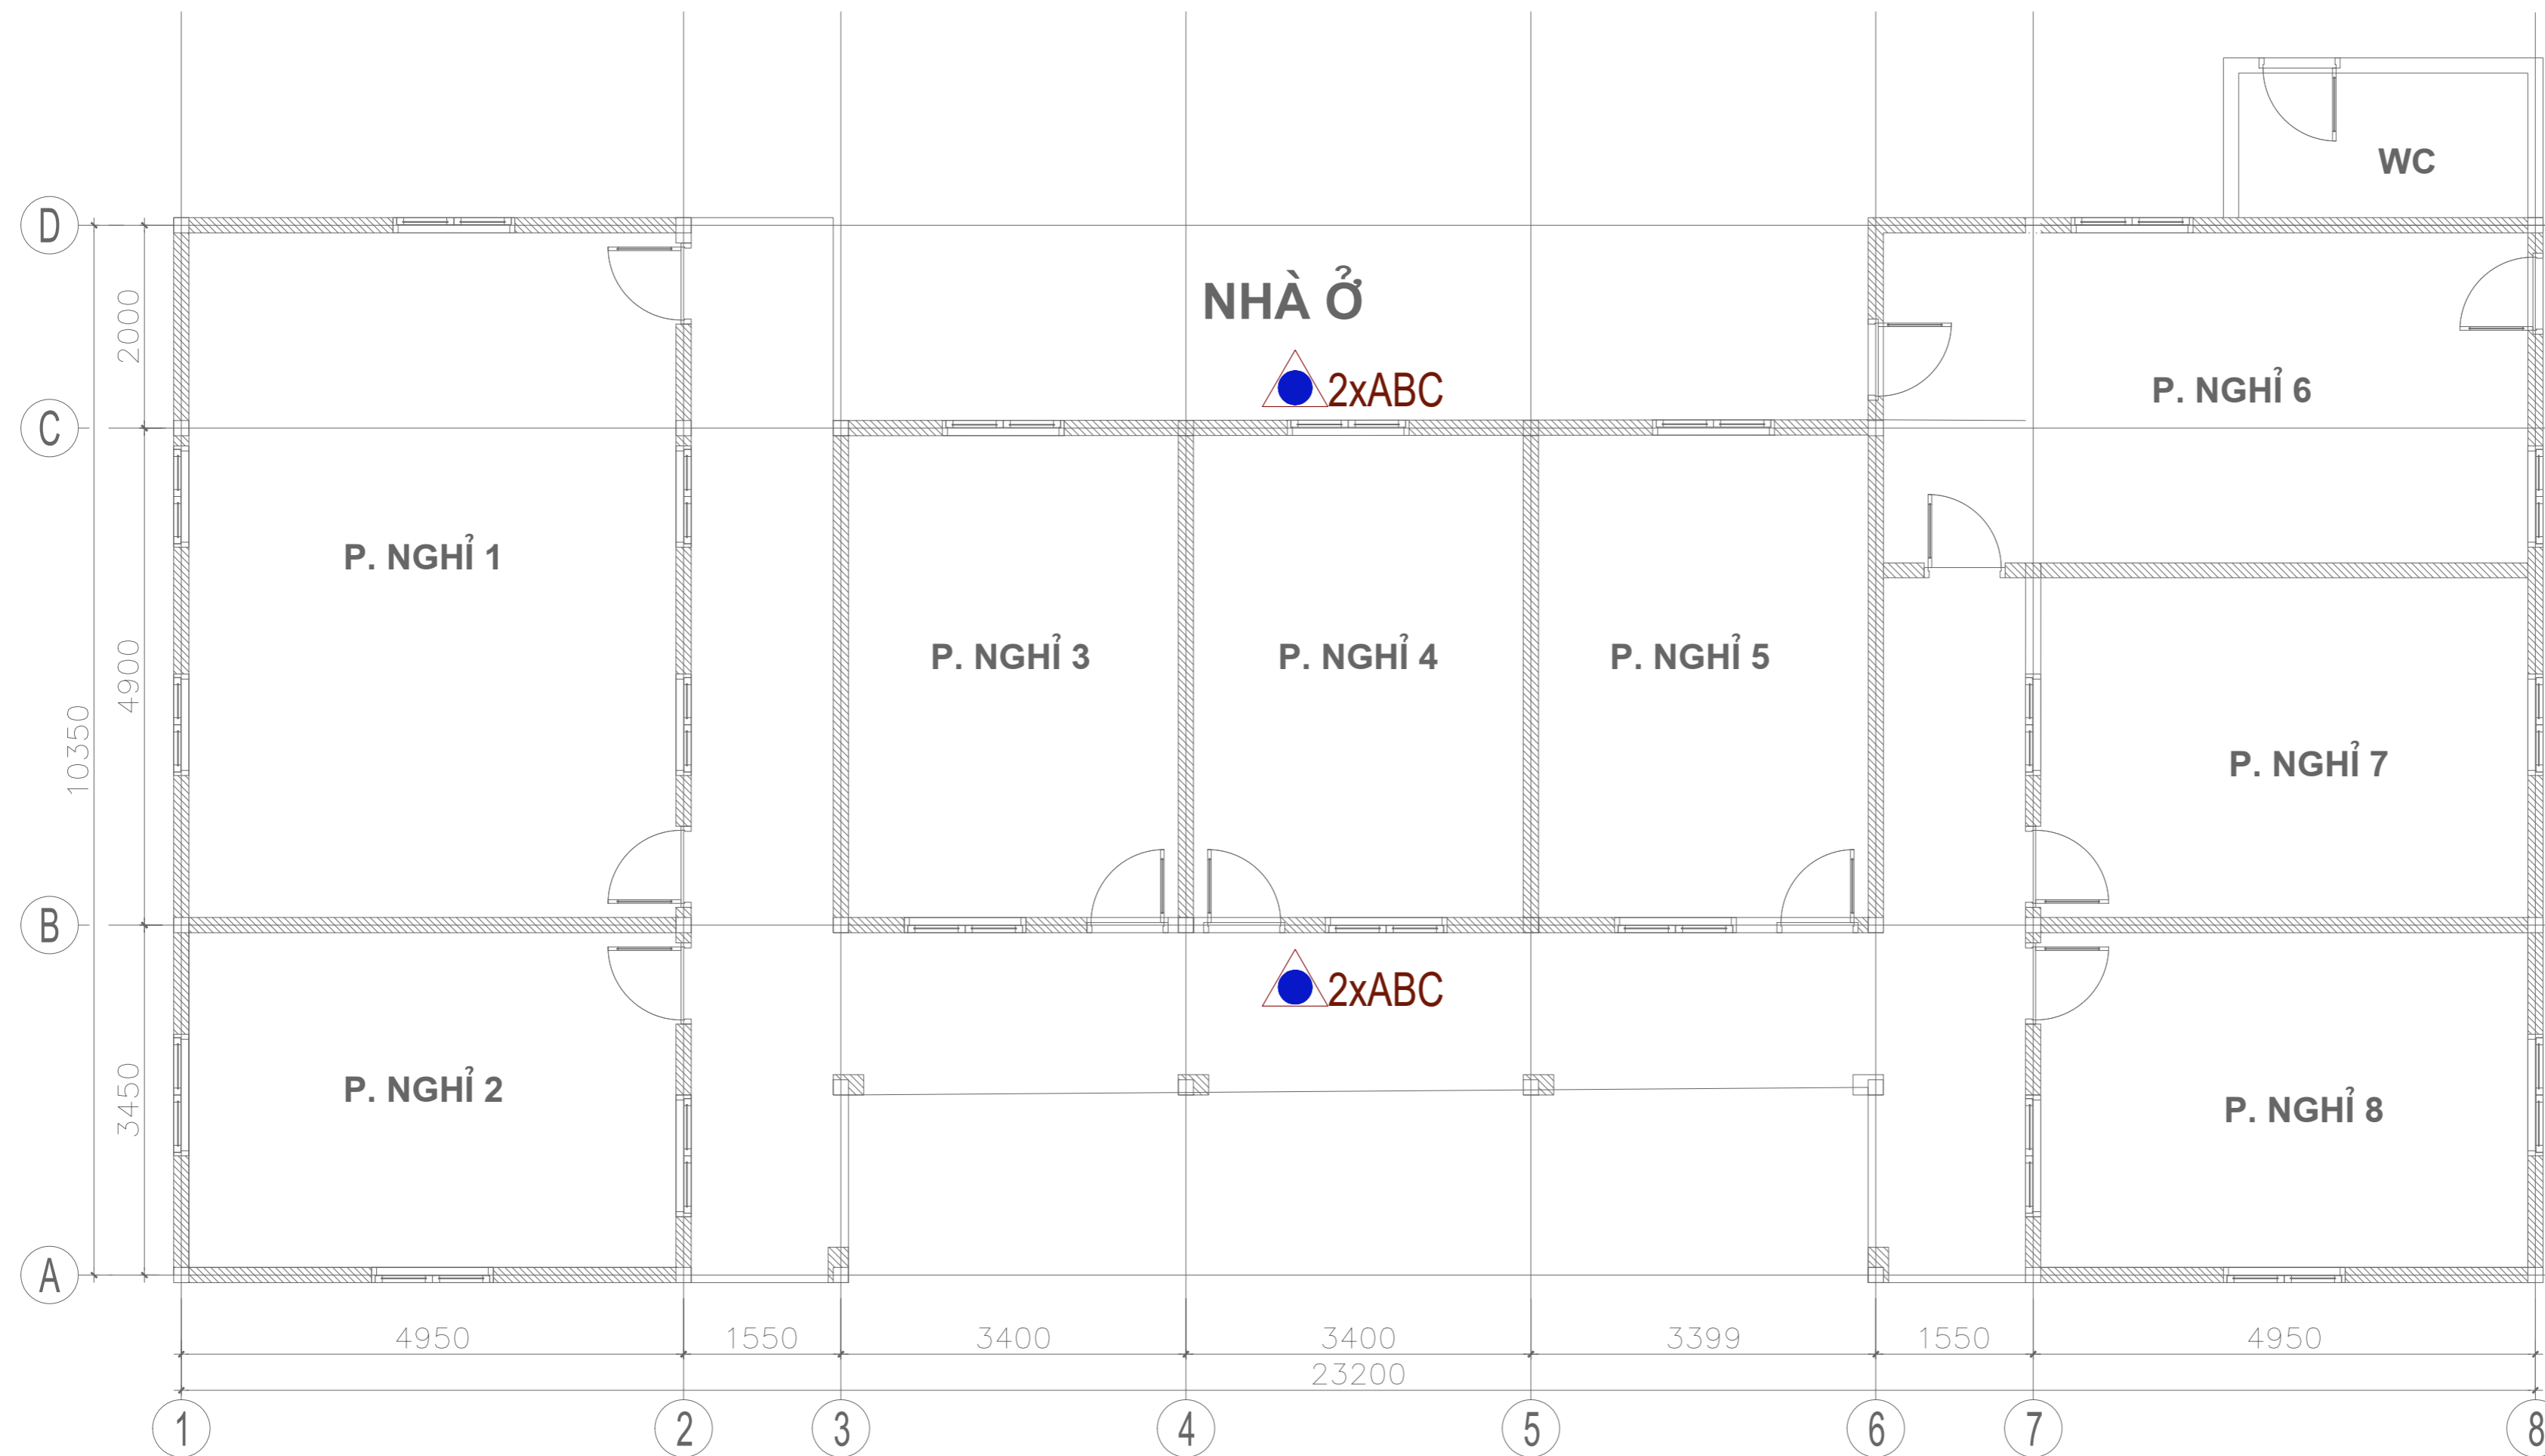 WC
D
NHÀ Ở
2000
2xABC
P. NGHỈ 6
C
P. NGHỈ 1
4900
P. NGHỈ 3
P. NGHỈ 4
P. NGHỈ 5
10350
P. NGHỈ 7
B
2xABC
3450
P. NGHỈ 2
P. NGHỈ 8
A
4950 1550 3400 3400 3399 1550 4950
23200
1 2 3 4 5 6 7 8